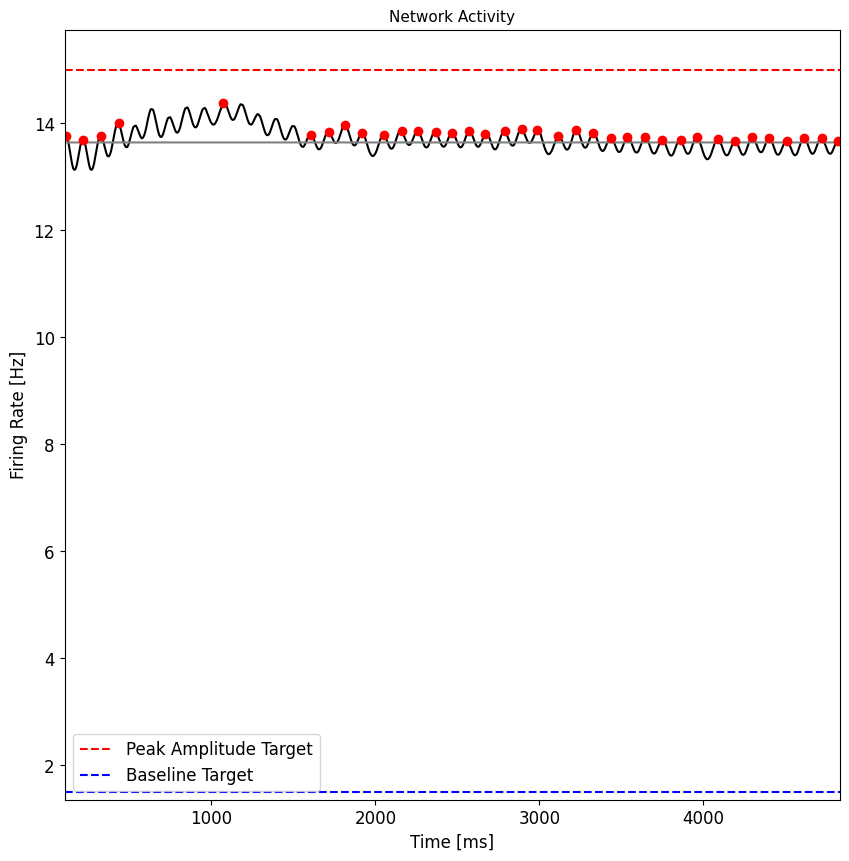 Network Activity
Firing Rate [Hz]
14
12
10
8
6
4
2
Peak Amplitude Target
Baseline Target
1000 2000 3000 4000
Time [ms]